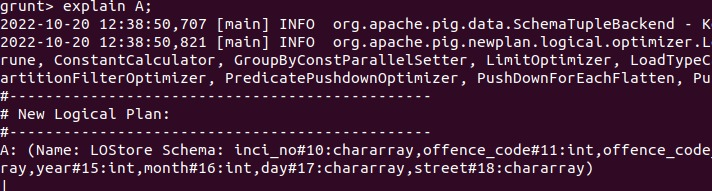 grunt> explain A;
2022-10-20 12:38:50,707 [main] INFO  org.apache.pig.data.SchemaTupleBackend - K
2022-10-20 12:38:50,821 [main] INFO  org.apache.pig.newplan.logical.optimizer.L
rune, ConstantCalculator, GroupByConstParallelSetter, LimitOptimizer, LoadTypeC
artitionFilterOptimizer, PredicatePushdownOptimizer, PushDownForEachFlatten, Pu
#-----------------------------------------------
# New Logical Plan:
#-----------------------------------------------
A: (Name: LOStore Schema: inci_no#10:chararray,offence_code#11:int,offence_code
ray,year#15:int,month#16:int,day#17:chararray,street#18:chararray)
|